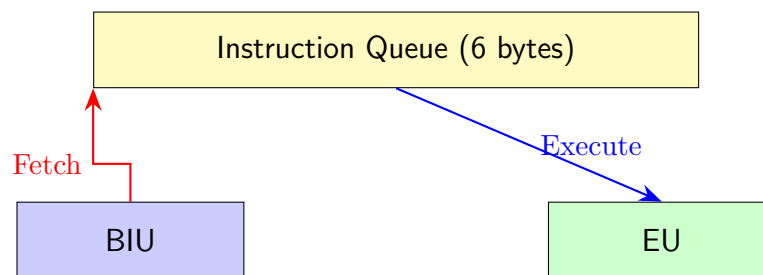 Instruction Queue (6 bytes)
Execute
Fetch
BIU
EU